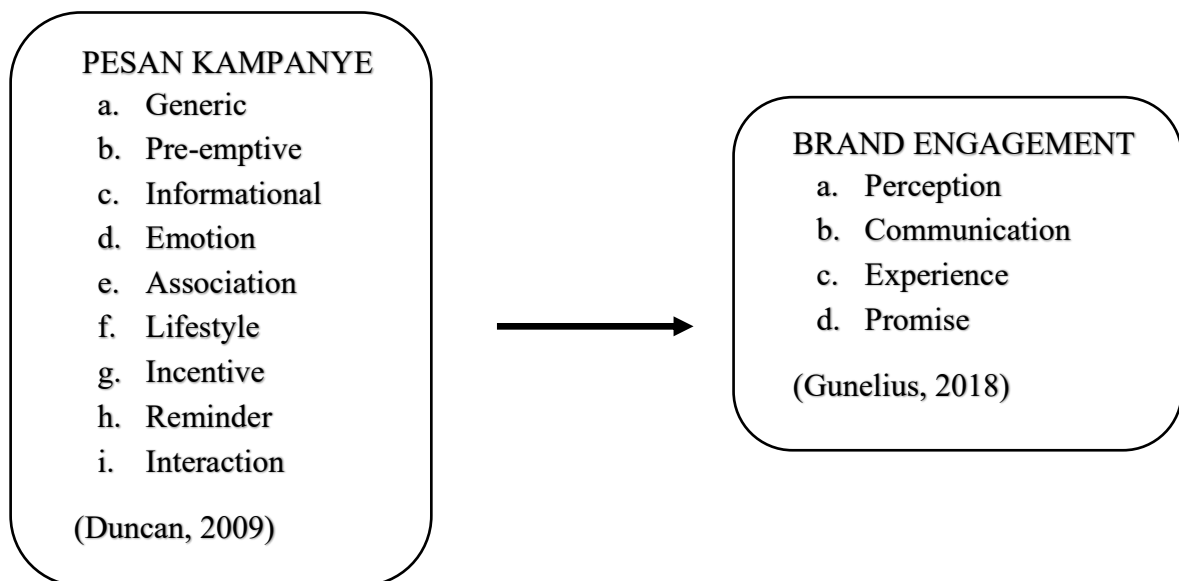 PESAN KAMPANYE
a. Generic
b. Pre-emptive
c. Informational
d. Emotion
e. Association
f. Lifestyle
g. Incentive
h. Reminder
i. Interaction
(Duncan, 2009)
BRAND ENGAGEMENT
a. Perception
b. Communication
c. Experience
d. Promise
(Gunelius, 2018)